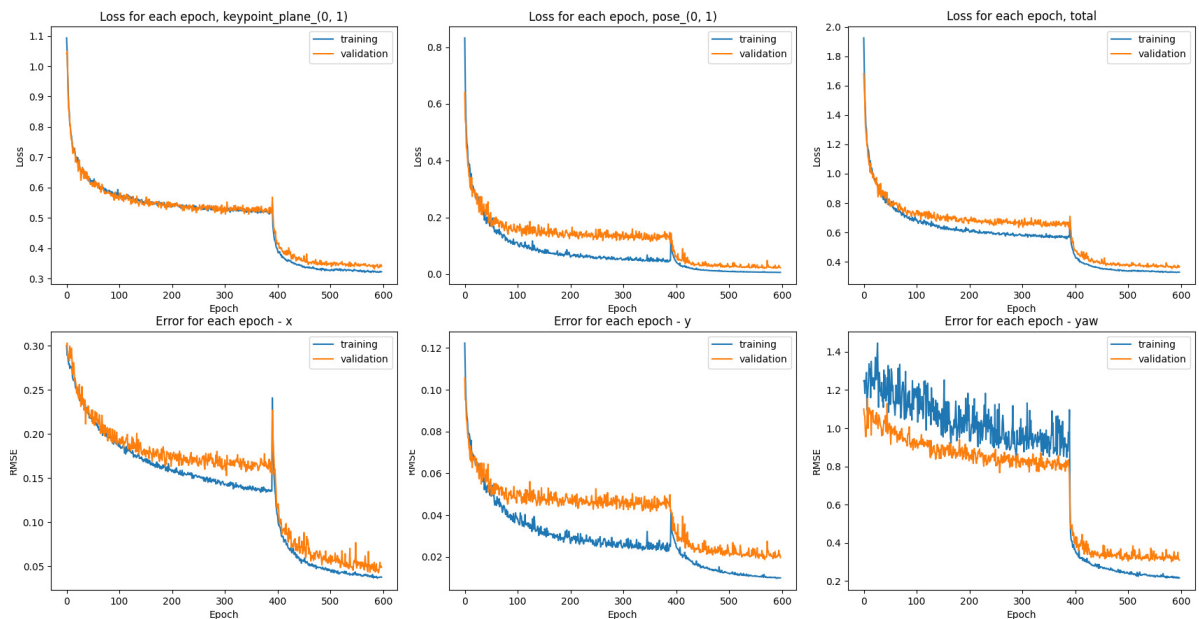 Loss for each epoch, keypoint_plane_(0, 1)
1.1
1.0
0.9
0.8
0.7
0.6
0.5
0.4
0.3
Loss
training
validation
0 100 200 300 400 500 600
Epoch
Loss for each epoch, pose_(0, 1)
0.8
0.6
0.4
0.2
0.0
Loss
training
validation
0 100 200 300 400 500 600
Epoch
Loss for each epoch, total
2.0
1.8
1.6
1.4
1.2
1.0
0.8
0.6
0.4
Loss
training
validation
0 100 200 300 400 500 600
Epoch
Error for each epoch - x
0.30
0.25
0.20
0.15
0.10
0.05
RMSE
training
validation
0 100 200 300 400 500 600
Epoch
Error for each epoch - y
0.12
0.10
0.08
0.06
0.04
0.02
RMSE
training
validation
0 100 200 300 400 500 600
Epoch
Error for each epoch - yaw
1.4
1.2
1.0
0.8
0.6
0.4
0.2
RMSE
training
validation
0 100 200 300 400 500 600
Epoch